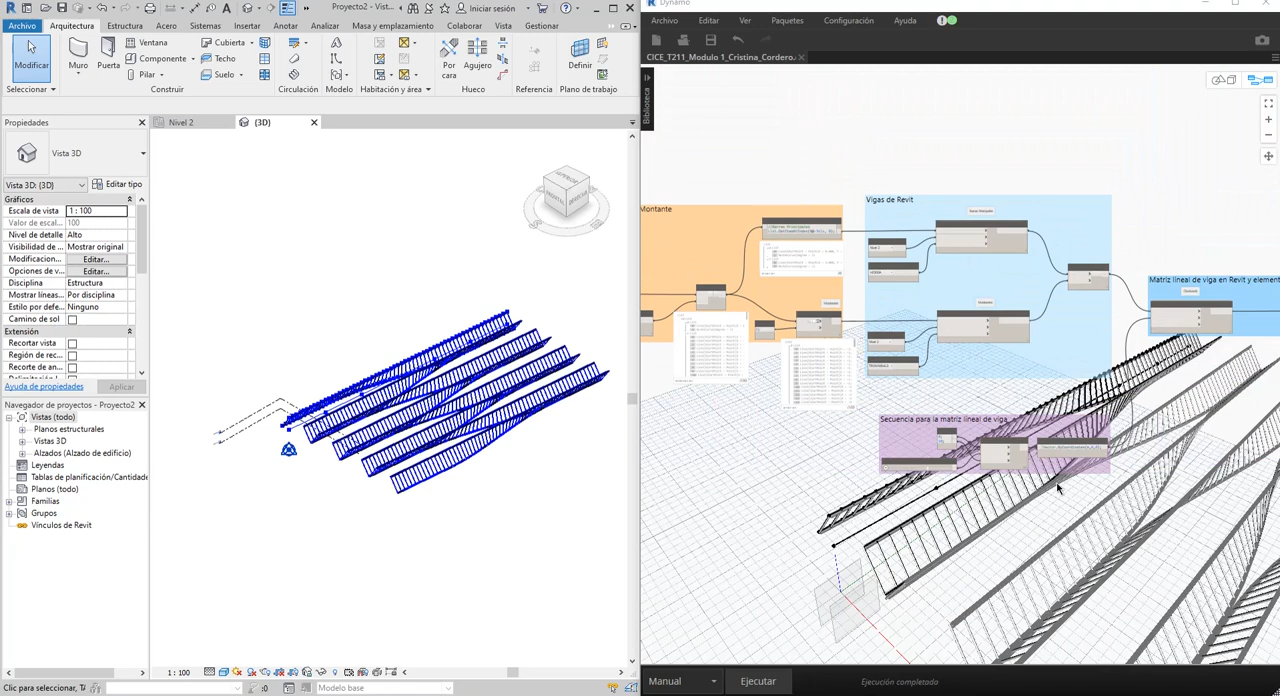 Proyecto2 - Vist...
Iniciar sesión
Archivo
Arquitectura
Estructura
Acero
Sistemas
Insertar
Anotar
Analizar
Masa y emplazamiento
Colaborar
Vista
Gestionar
Modificar
Muro
Puerta
Ventana
Componente
Pilar
Cubierta
Techo
Suelo
Por cara
Agujero
Definir
Seleccionar
Construir
Circulación
Modelo
Habitación y área
Hueco
Referencia
Plano de trabajo
Propiedades
Nivel 2
{3D}
Vista 3D
Vista 3D: {3D}
Editar tipo
Gráficos
Escala de vista 1 : 100
Valor de escal... 100
Nivel de detalle Alto
Visibilidad de ... Mostrar original
Modificacion... Editar...
Opciones de v... Editar...
Disciplina Estructura
Mostrar líneas... Por disciplina
Estilo por defe... Ninguno
Camino de sol
Extensión
Recortar vista
Región de rec...
Recorte de an...
Ayuda de propiedades
Aplicar
Navegador de proyectos - Proyecto2
Vistas (todo)
Planos estructurales
Vistas 3D
Alzados (Alzado de edificio)
Leyendas
Tablas de planificación/Cantidade
Planos (todo)
Familias
Grupos
Vínculos de Revit
1 : 100
Clic para seleccionar, TA
:0
Modelo base
Dynamo
Archivo
Editar
Ver
Paquetes
Configuración
Ayuda
CICE_T211_Modulo 1_Cristina_Cordero.
Biblioteca
Montante
Vigas de Revit
Matriz lineal de viga en Revit y element
Secuencia para la matriz lineal de viga
Manual
Ejecutar
Ejecución completada